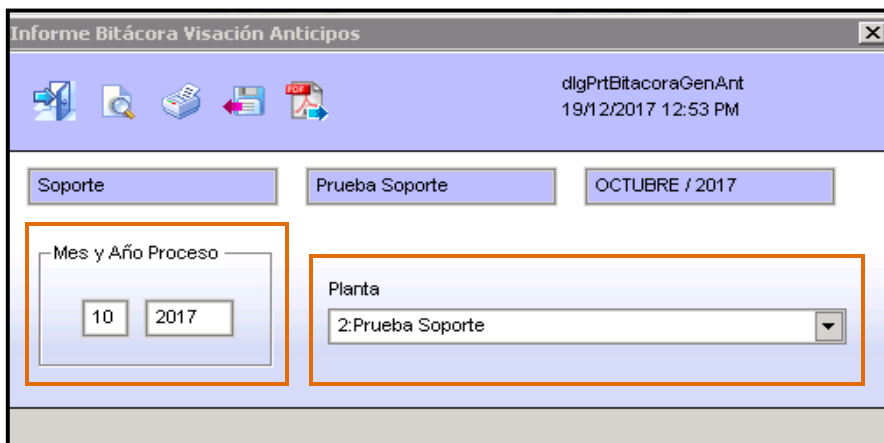 Informe Bitácora Visación Anticipos
PDF
dlgPrtBitacoraGenAnt
19/12/2017 12:53 PM
Soporte
Prueba Soporte
OCTUBRE / 2017
Mes y Año Proceso
10
2017
Planta
2:Prueba Soporte